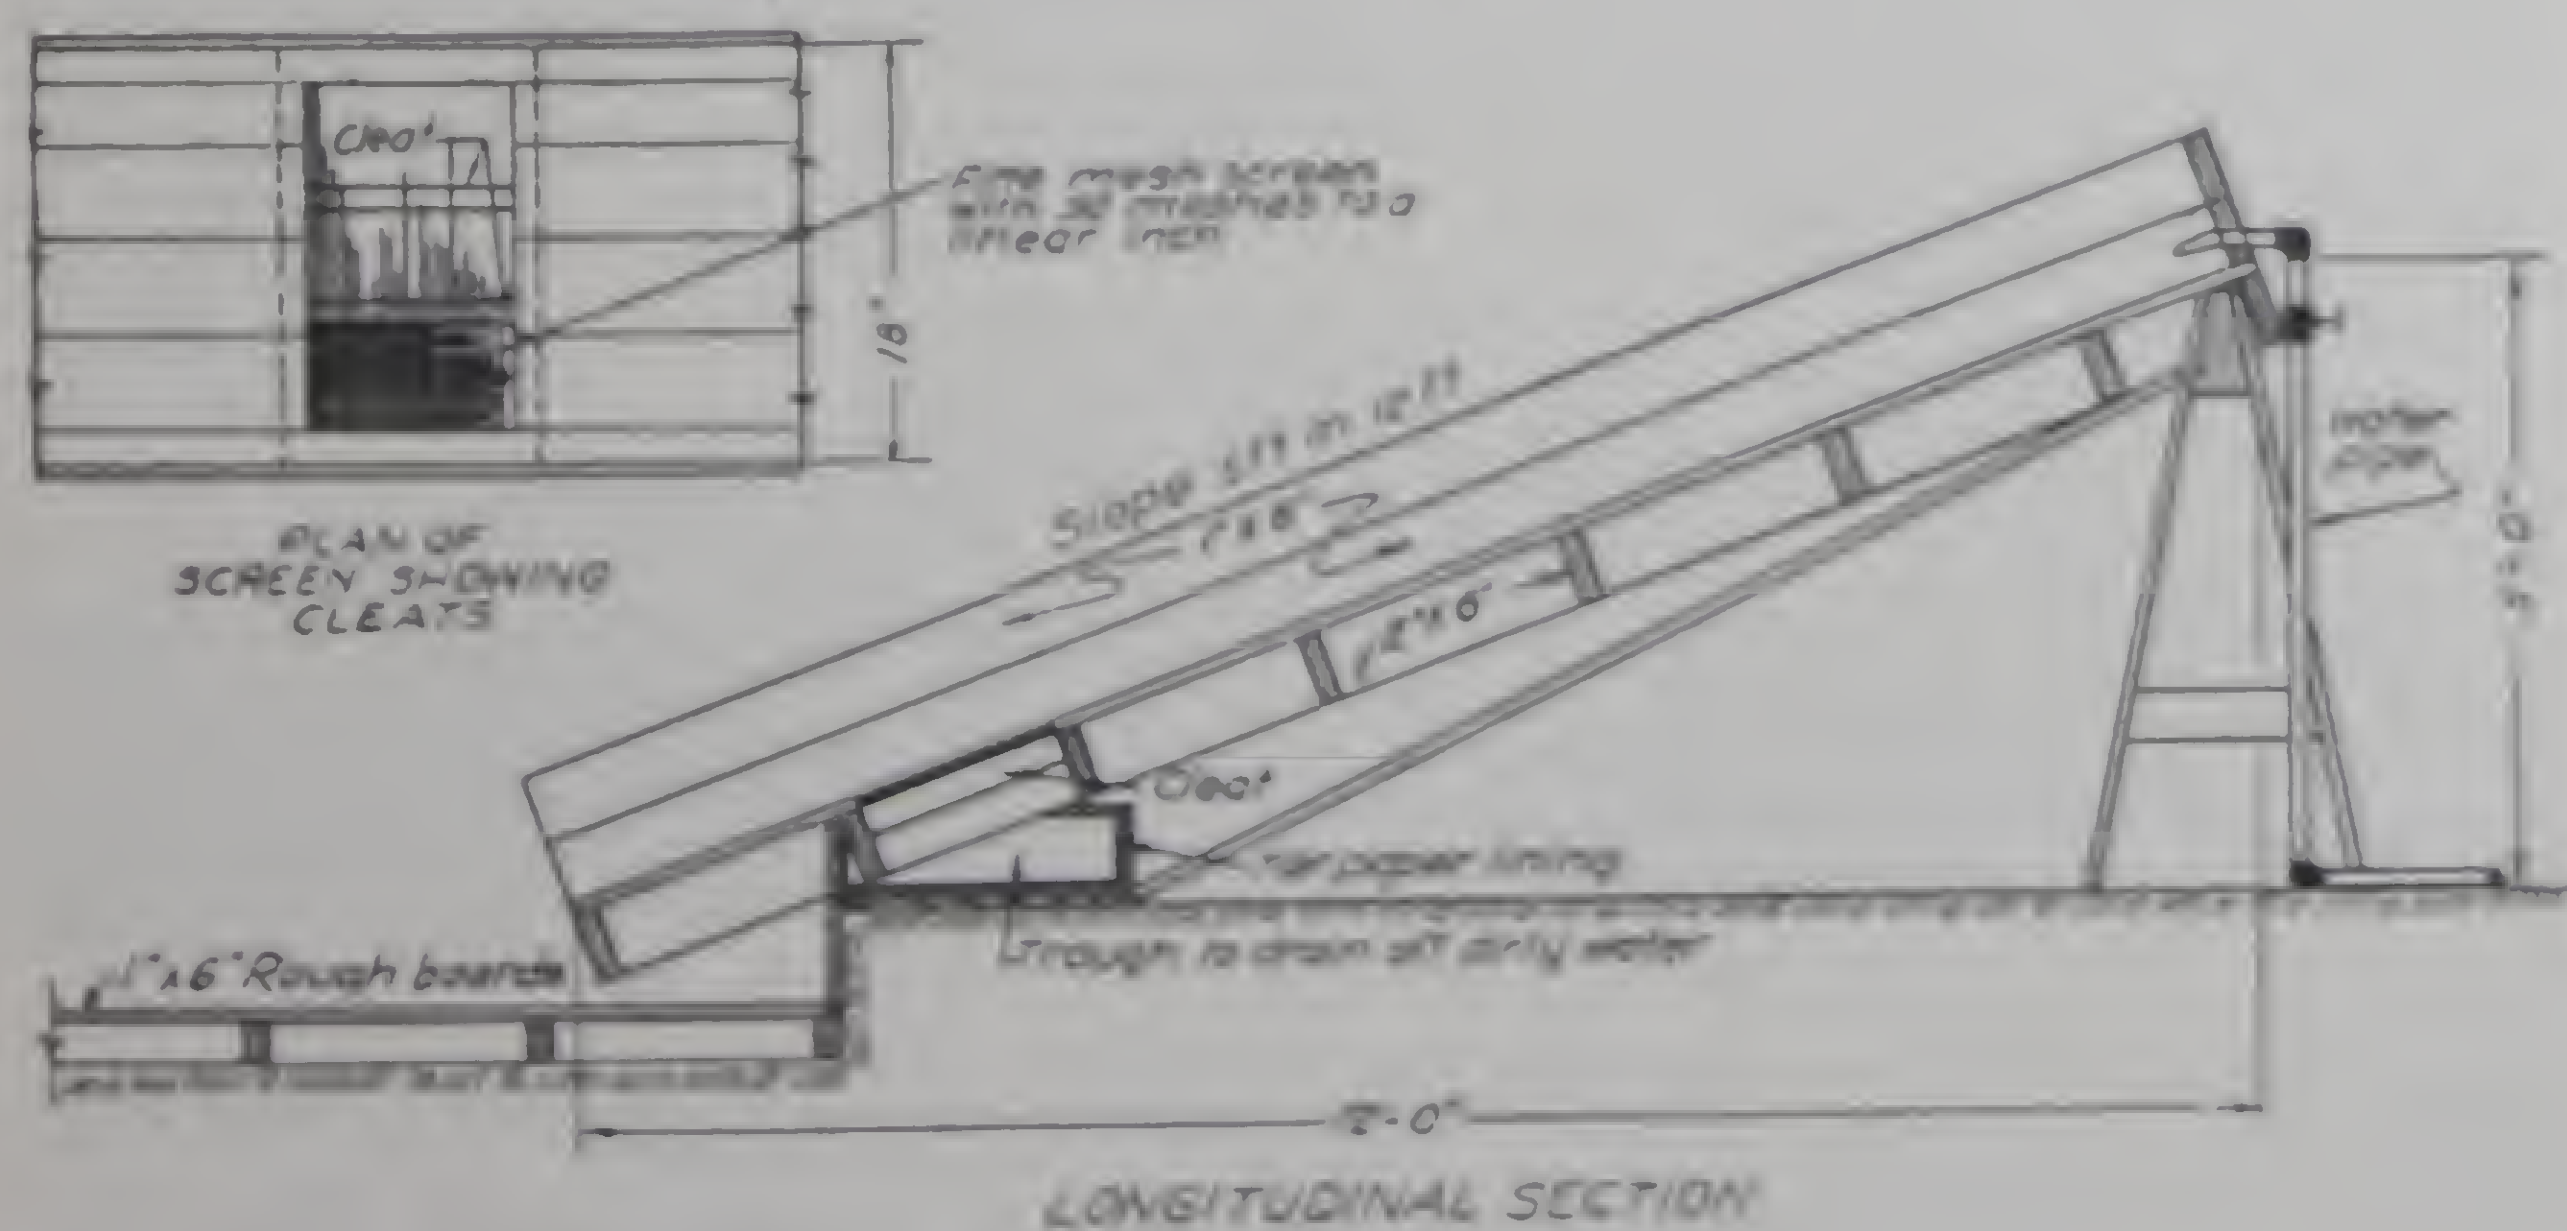 Cleat
Fine mesh screen
with 30 meshes to a
linear inch
18"
PLAN OF
SCREEN SHOWING
CLEATS
Slope 5 ft in 12 ft
2"x6"
water
pipe
5'-0"
Cleat
Tar paper lining
Trough to drain off dirty water
1"x6" Rough boards
12'-0"
LONGITUDINAL SECTION